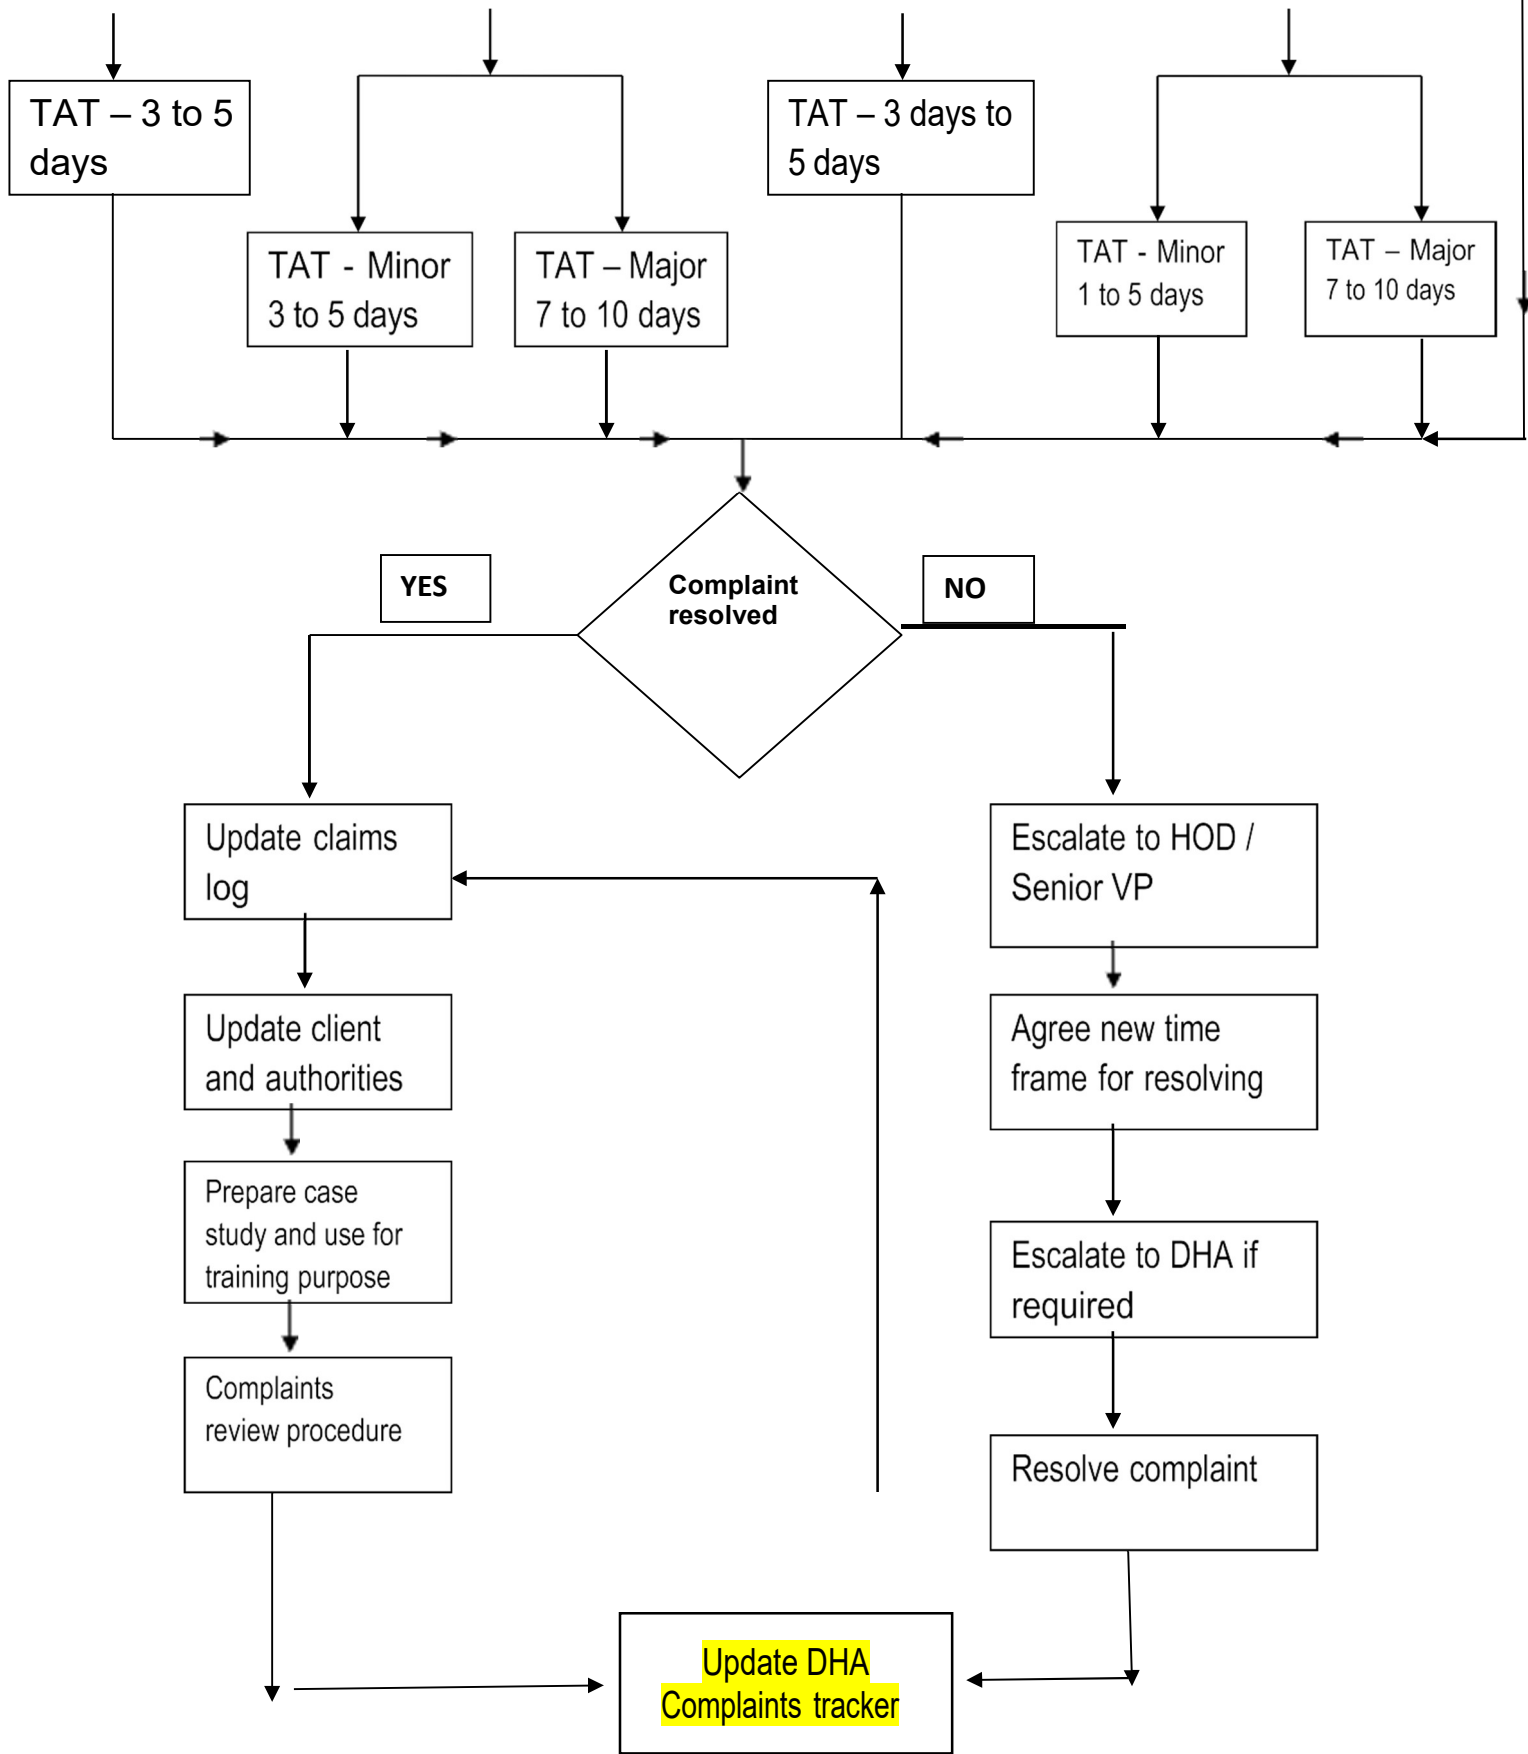 TAT – 3 to 5
days
TAT – 3 days to
5 days
TAT - Minor
3 to 5 days
TAT – Major
7 to 10 days
TAT - Minor
1 to 5 days
TAT – Major
7 to 10 days
YES
Complaint
resolved
NO
Update claims
log
Escalate to HOD /
Senior VP
Update client
and authorities
Agree new time
frame for resolving
Prepare case
study and use for
training purpose
Escalate to DHA if
required
Complaints
review procedure
Resolve complaint
Update DHA
Complaints tracker